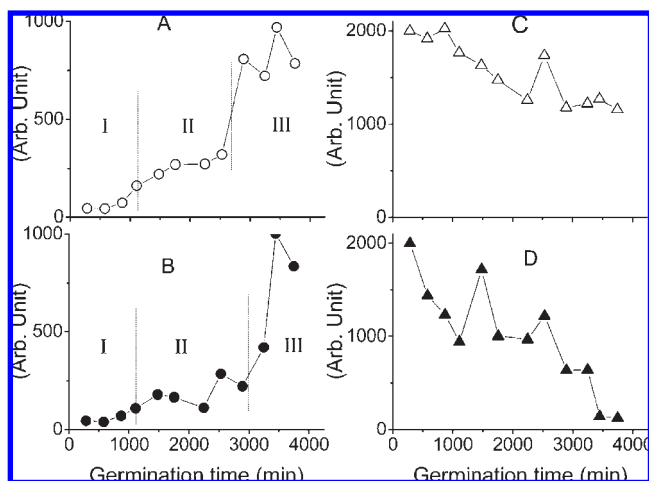 A
1000
500
0
(Arb. Unit)
I
II
III
B
1000
500
0
(Arb. Unit)
I
II
III
0 1000 2000 3000 4000
Germination time (min)
C
2000
1000
0
(Arb. Unit)
D
2000
1000
0
(Arb. Unit)
0 1000 2000 3000 4000
Germination time (min)